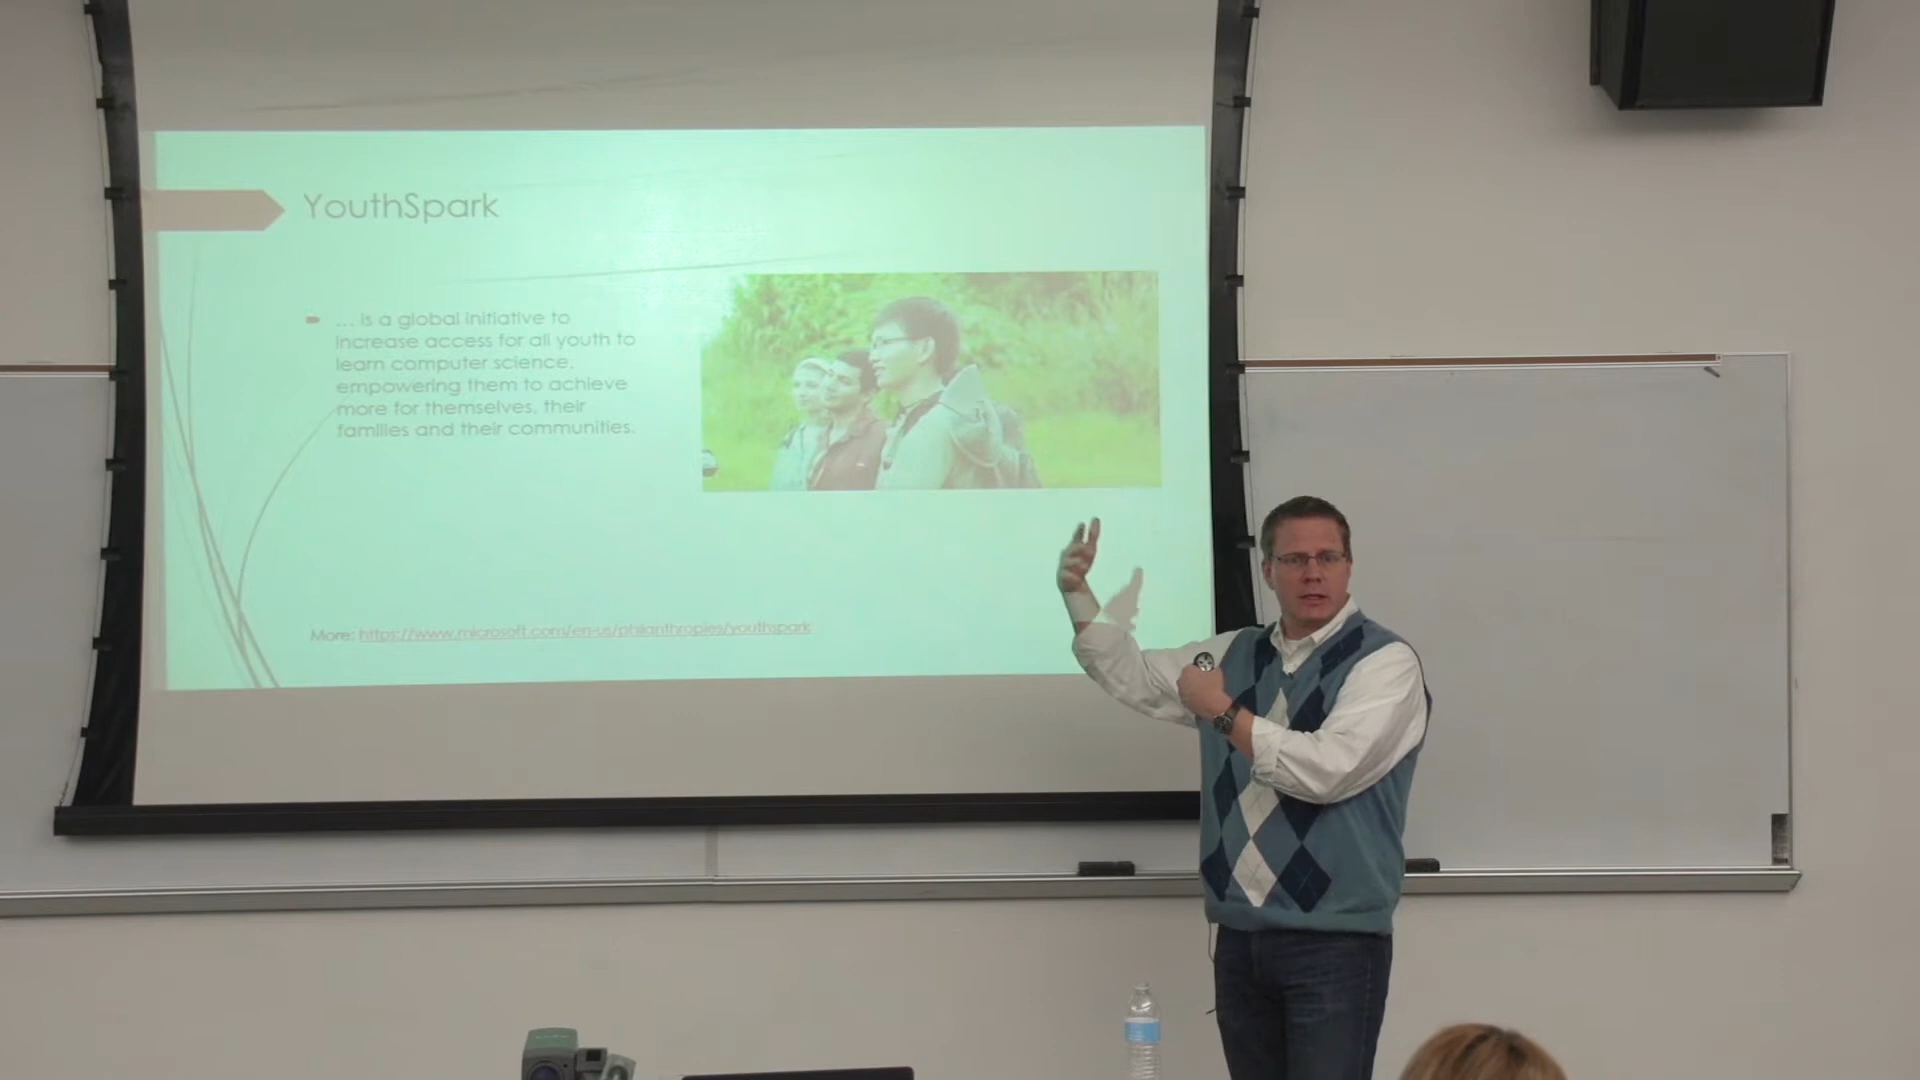 YouthSpark
... is a global initiative to
increase access for all youth to
learn computer science,
empowering them to achieve
more for themselves, their
families and their communities.
More: https://www.microsoft.com/en-us/philanthropies/youthspark